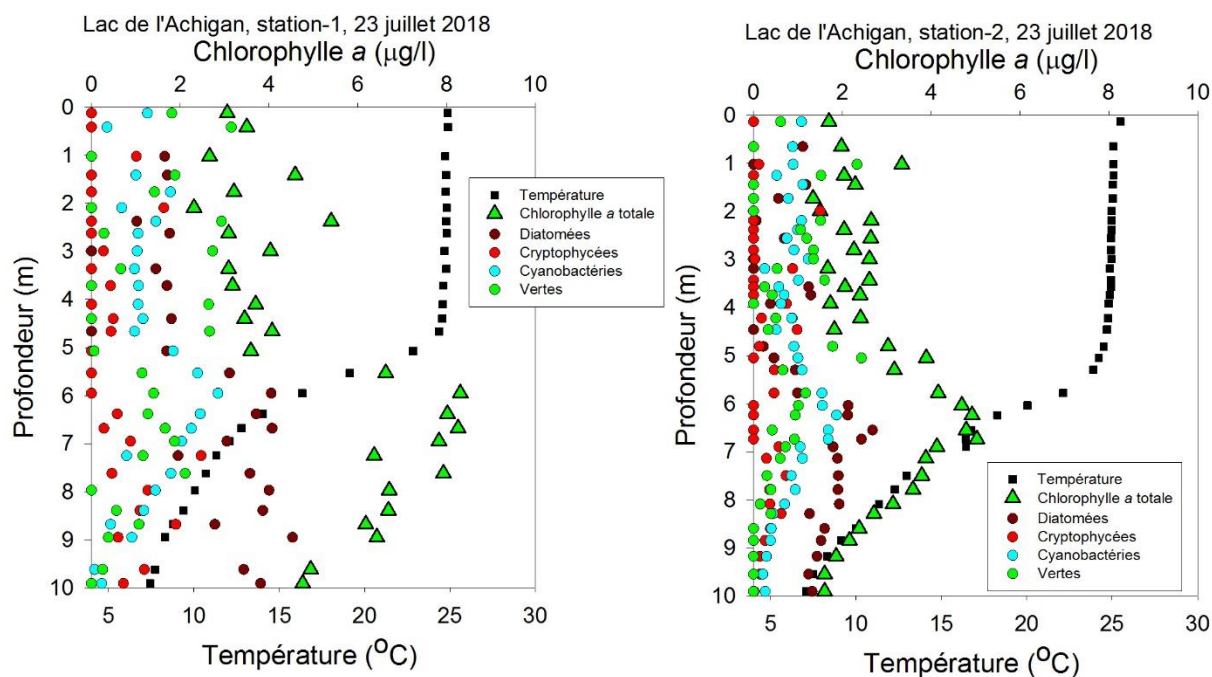 Lac de l'Achigan, station-1, 23 juillet 2018
Chlorophylle a (μg/l)
0 2 4 6 8 10
0
1
2
3
4
5
6
7
8
9
10
Profondeur (m)
Température
Chlorophylle a totale
Diatomées
Cryptophycées
Cyanobactéries
Vertes
5 10 15 20 25 30
Température (°C)
Lac de l'Achigan, station-2, 23 juillet 2018
Chlorophylle a (μg/l)
0 2 4 6 8 10
0
1
2
3
4
5
6
7
8
9
10
Profondeur (m)
Température
Chlorophylle a totale
Diatomées
Cryptophycées
Cyanobactéries
Vertes
5 10 15 20 25 30
Température (°C)